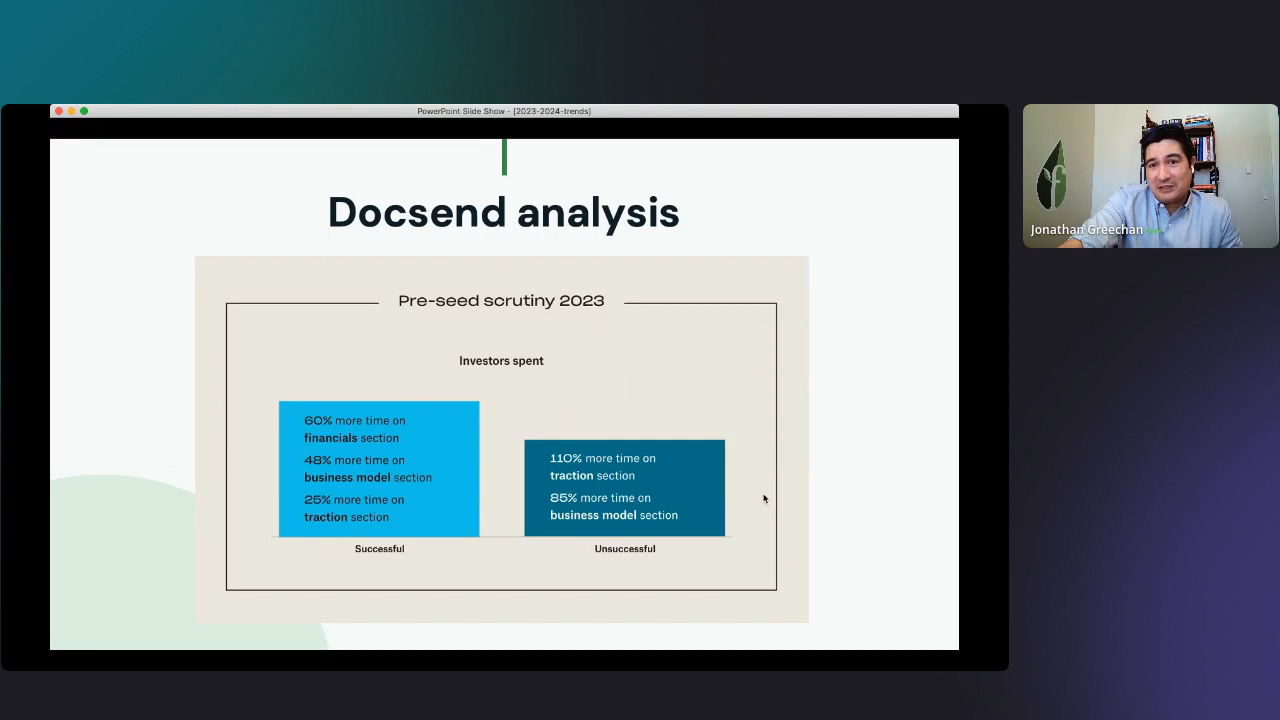 PowerPoint Slide Show - [2023-2024-trends]
Docsend analysis
Pre-seed scrutiny 2023
Investors spent
60% more time on
financials section
48% more time on
business model section
25% more time on
traction section
Successful
110% more time on
traction section
85% more time on
business model section
Unsuccessful
Jonathan Greechan